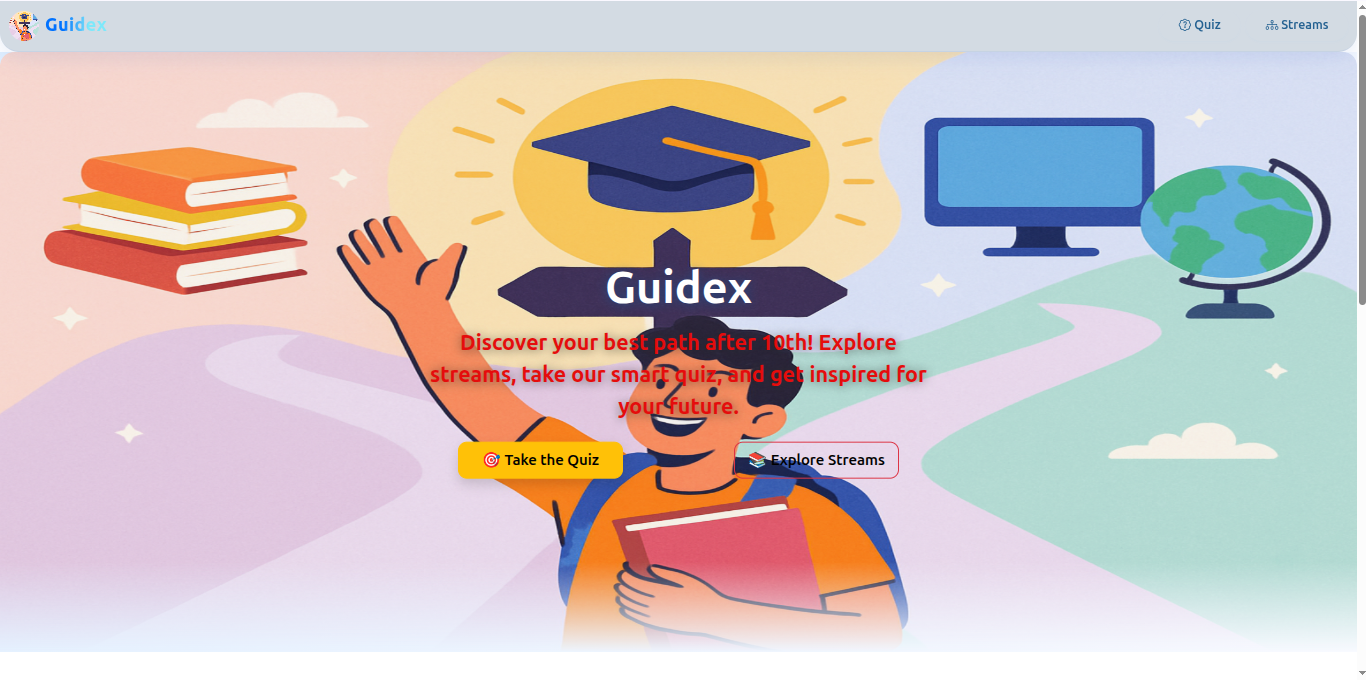 Guidex
Quiz
Streams
Guidex
Discover your best path after 10th! Explore
streams, take our smart quiz, and get inspired for
your future.
🎯 Take the Quiz
📚 Explore Streams